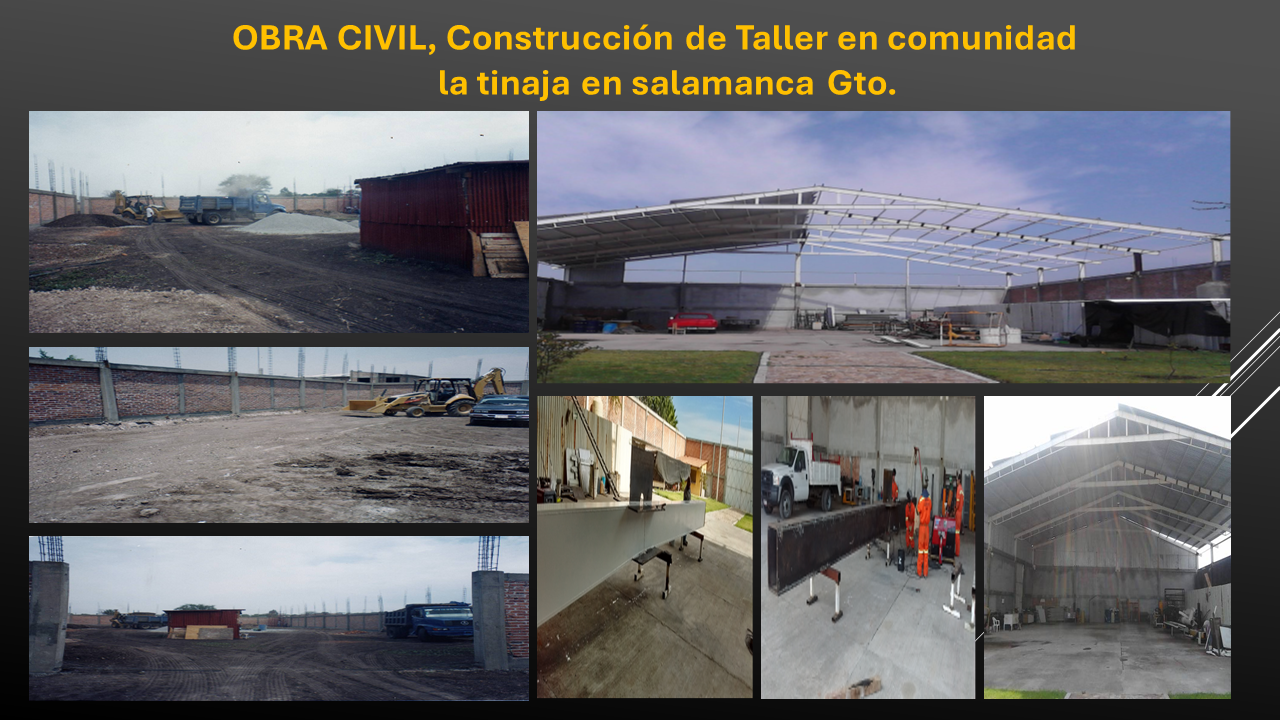 OBRA CIVIL, Construcción de Taller en comunidad
la tinaja en salamanca Gto.